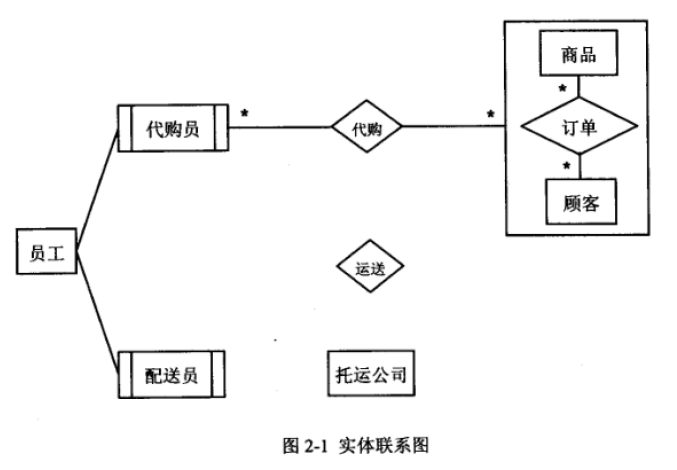 商品
* 
代购员 * 代购 * 订单
*
顾客
员工
运送
配送员 托运公司
图 2-1 实体联系图